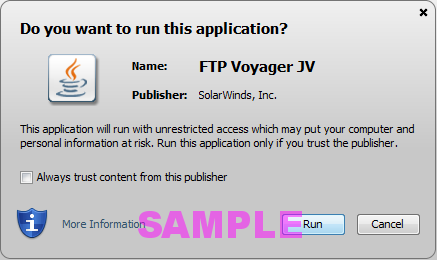 Do you want to run this application?
Name: FTP Voyager JV
Publisher: SolarWinds, Inc.
This application will run with unrestricted access which may put your computer and
personal information at risk. Run this application only if you trust the publisher.
Always trust content from this publisher
More Information SAMPLE Run Cancel